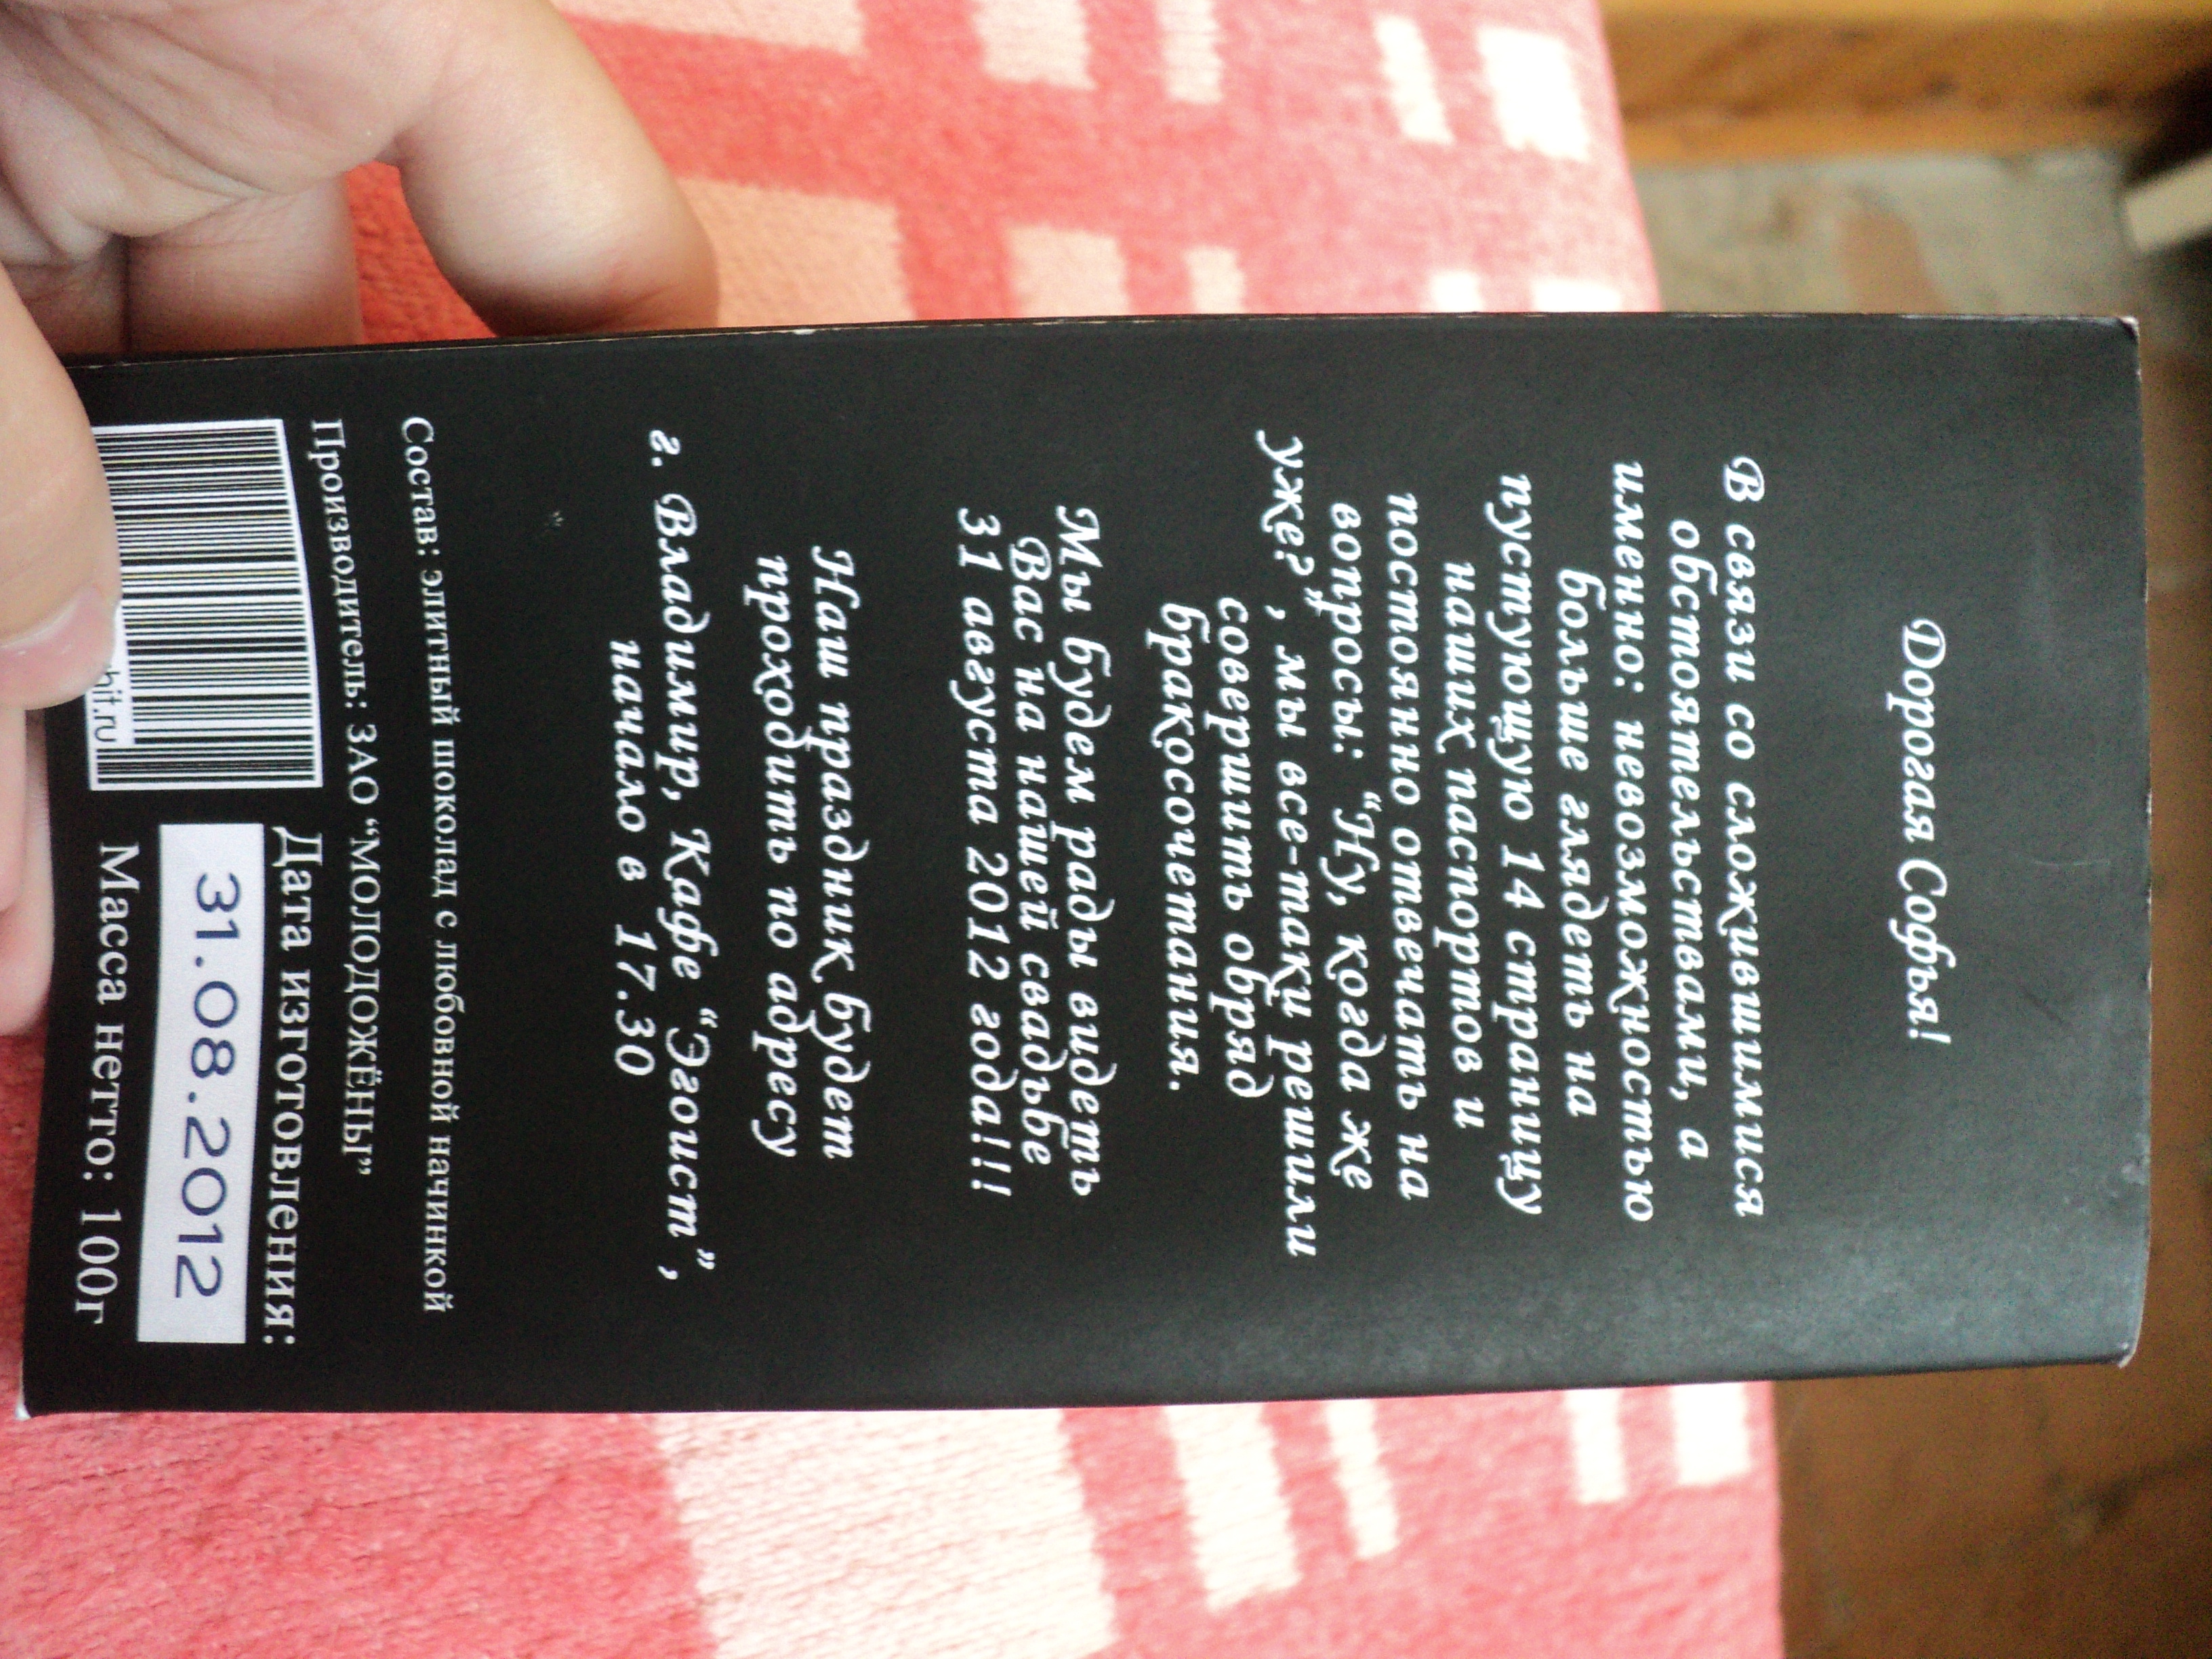 Дорогая Софья!
В связи со сложившимися
обстоятельствами, а
именно: невозможностью
больше глядеть на
пустующую 14 страницу
наших паспортов и
постоянно отвечать на
вопросы: "Ну, когда же
уже?", мы все-таки решили
совершить обряд
бракосочетания.
Мы будем рады видеть
Вас на нашей свадьбе
31 августа 2012 года!!!
Наш праздник будет
проходить по адресу
г. Владимир, Кафе "Эгоист",
начало в 17.30
Состав: элитный шоколад с любовной начинкой
Производитель: ЗАО "МОЛОДОЖЁНЫ"
Дата изготовления:
31.08.2012
Масса нетто: 100г